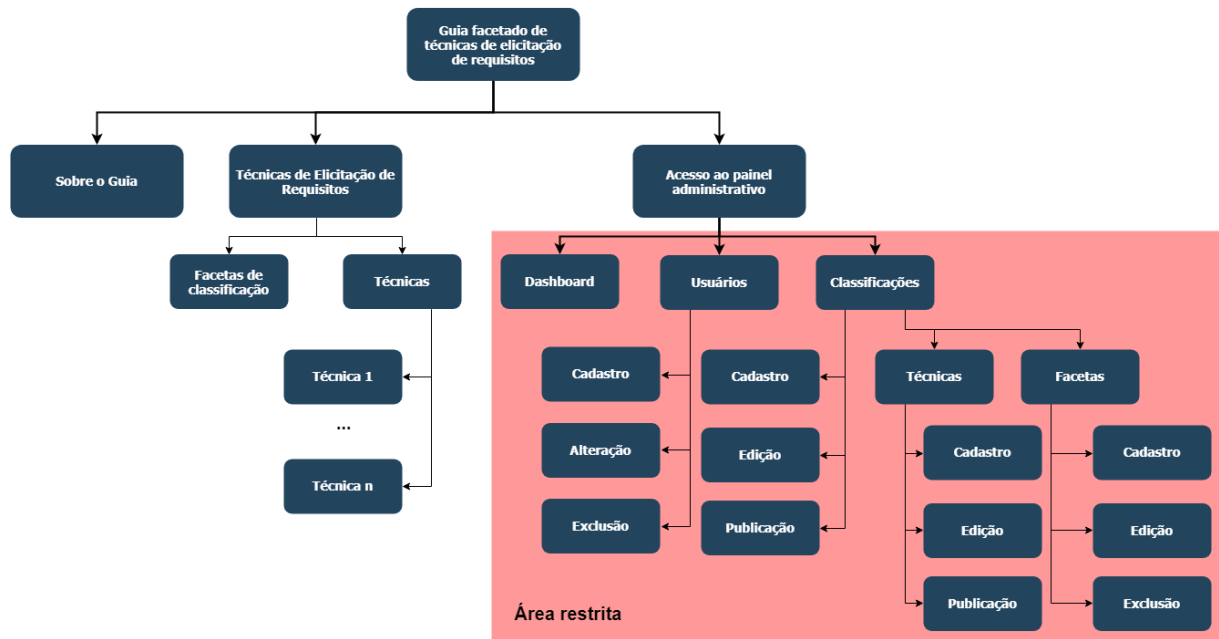 Guia facetado de
técnicas de elicitação
de requisitos
Sobre o Guia
Técnicas de Elicitação de
Requisitos
Acesso ao painel
administrativo
Facetas de
classificação
Técnicas
Dashboard
Usuários
Classificações
Técnica 1
...
Técnica n
Cadastro
Alteração
Exclusão
Cadastro
Edição
Publicação
Técnicas
Facetas
Cadastro
Edição
Publicação
Cadastro
Edição
Exclusão
Área restrita